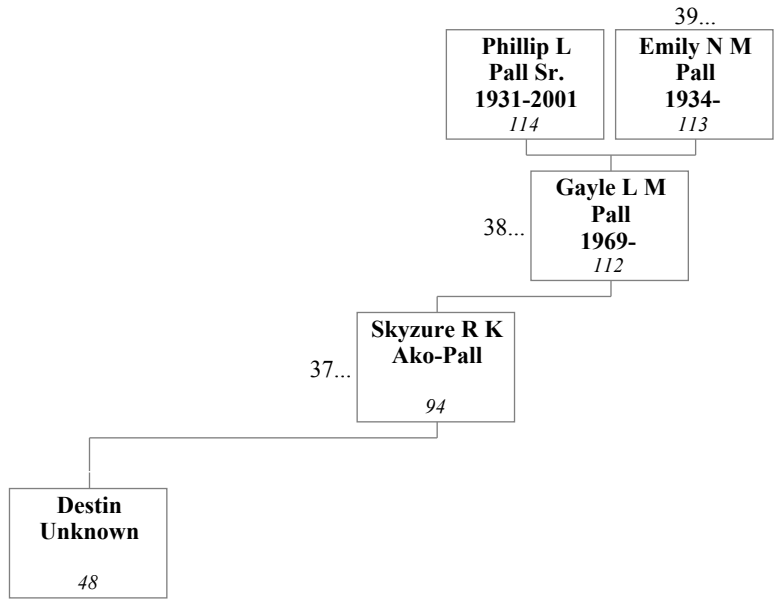 39...
Phillip L
Pall Sr.
1931-2001
114
Emily N M
Pall
1934-
113
38...
Gayle L M
Pall
1969-
112
37...
Skyzure R K
Ako-Pall
94
Destin
Unknown
48